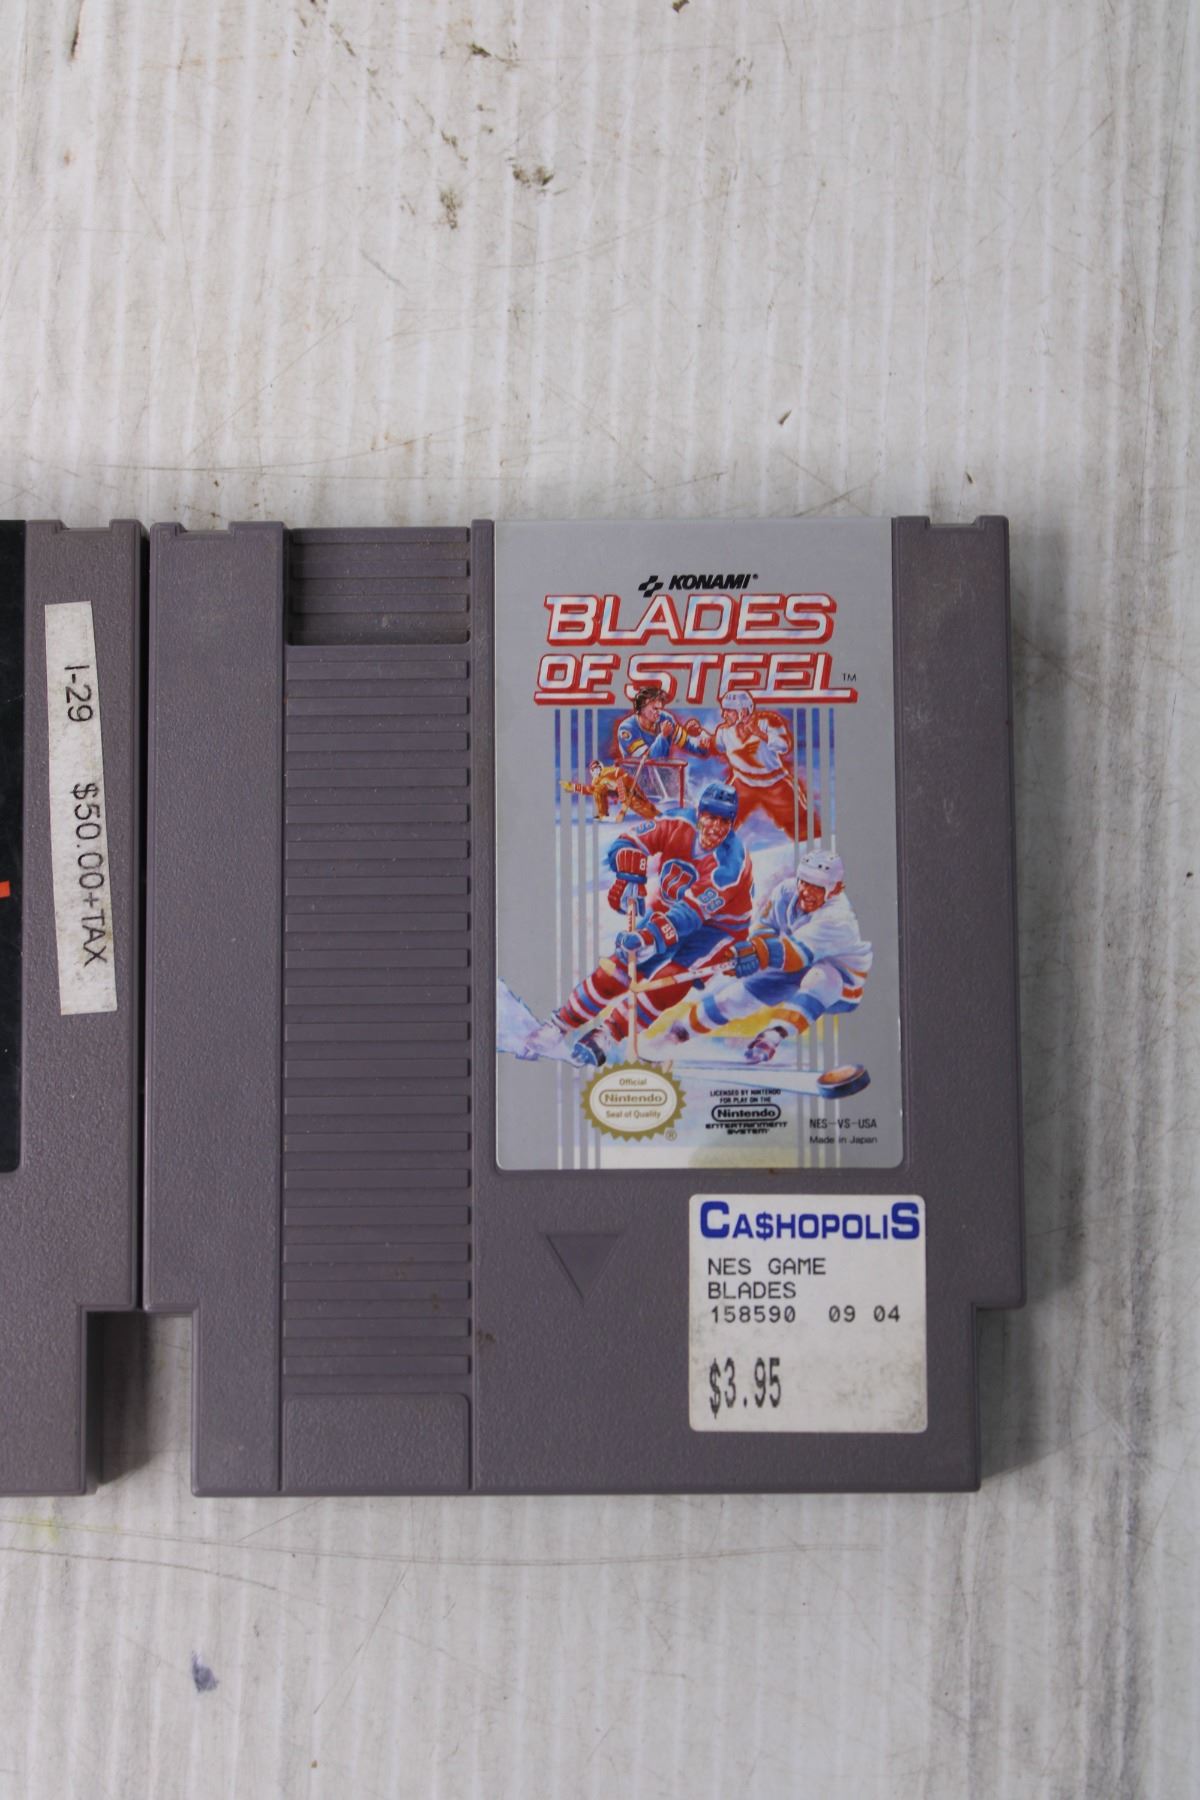 I-29 $50.00+TAX
KONAMI®
BLADES
OF STEEL™
89
Official
Nintendo
Seal of Quality
®
LICENSED BY NINTENDO
FOR PLAY ON THE
Nintendo
ENTERTAINMENT
SYSTEM
NES-VS-USA
Made in Japan
CA$HOPOLIS
NES GAME
BLADES
158590 09 04
$3.95